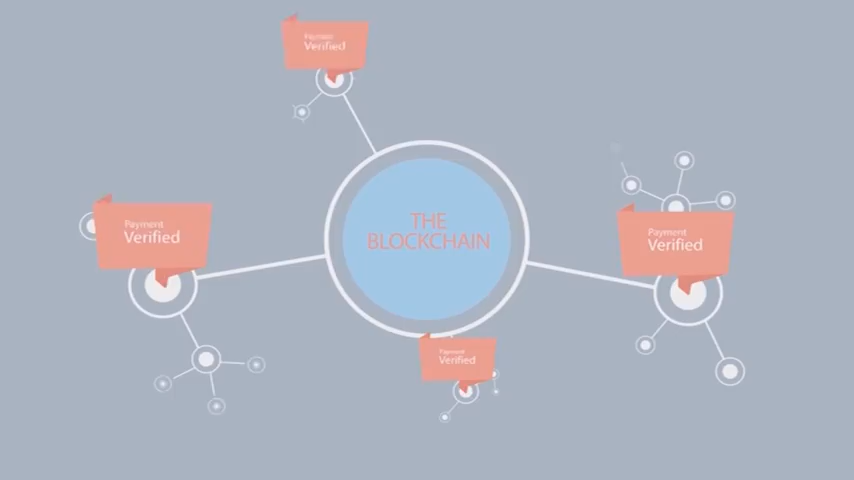 Payment
Verified
THE
BLOCKCHAIN
Payment
Verified
Payment
Verified
Payment
Verified